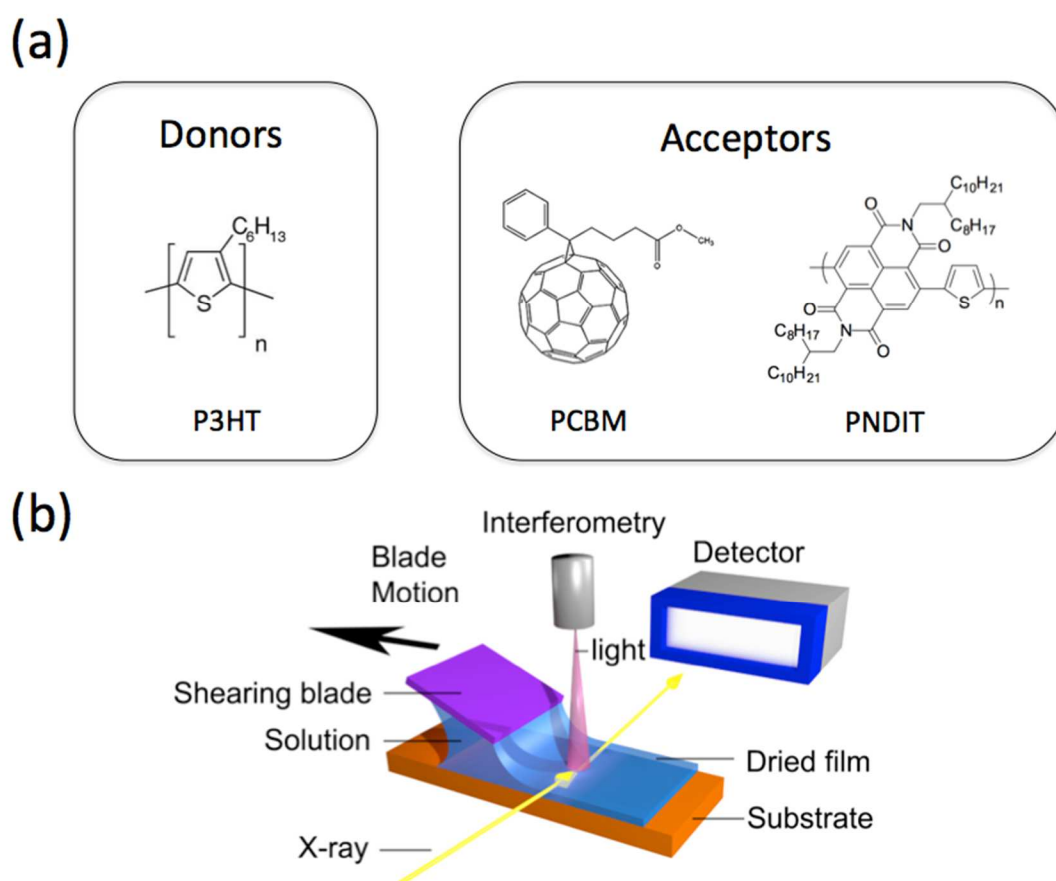 (a)
Donors
C6H13
S
n
P3HT
Acceptors
O
O
CH3
PCBM
C10H21
C8H17
O
N
O
S
n
O
N
O
C8H17
C10H21
PNDIT
(b)
Interferometry
Blade
Motion
Detector
light
Shearing blade
Solution
Dried film
Substrate
X-ray